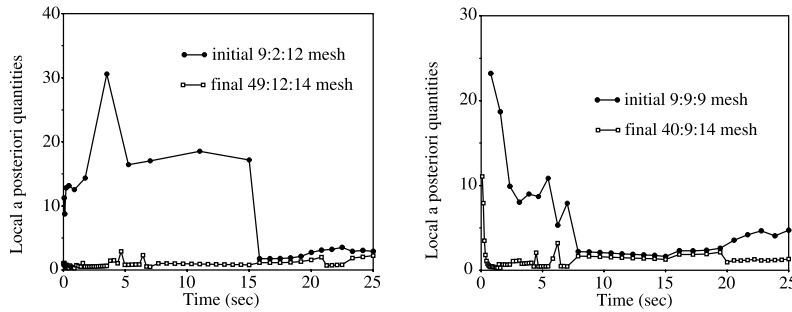 40
30
20
10
0
Local a posteriori quantities
initial 9:2:12 mesh
final 49:12:14 mesh
0
5
10
15
20
25
Time (sec)
30
20
10
0
Local a posteriori quantities
initial 9:9:9 mesh
final 40:9:14 mesh
0
5
10
15
20
25
Time (sec)